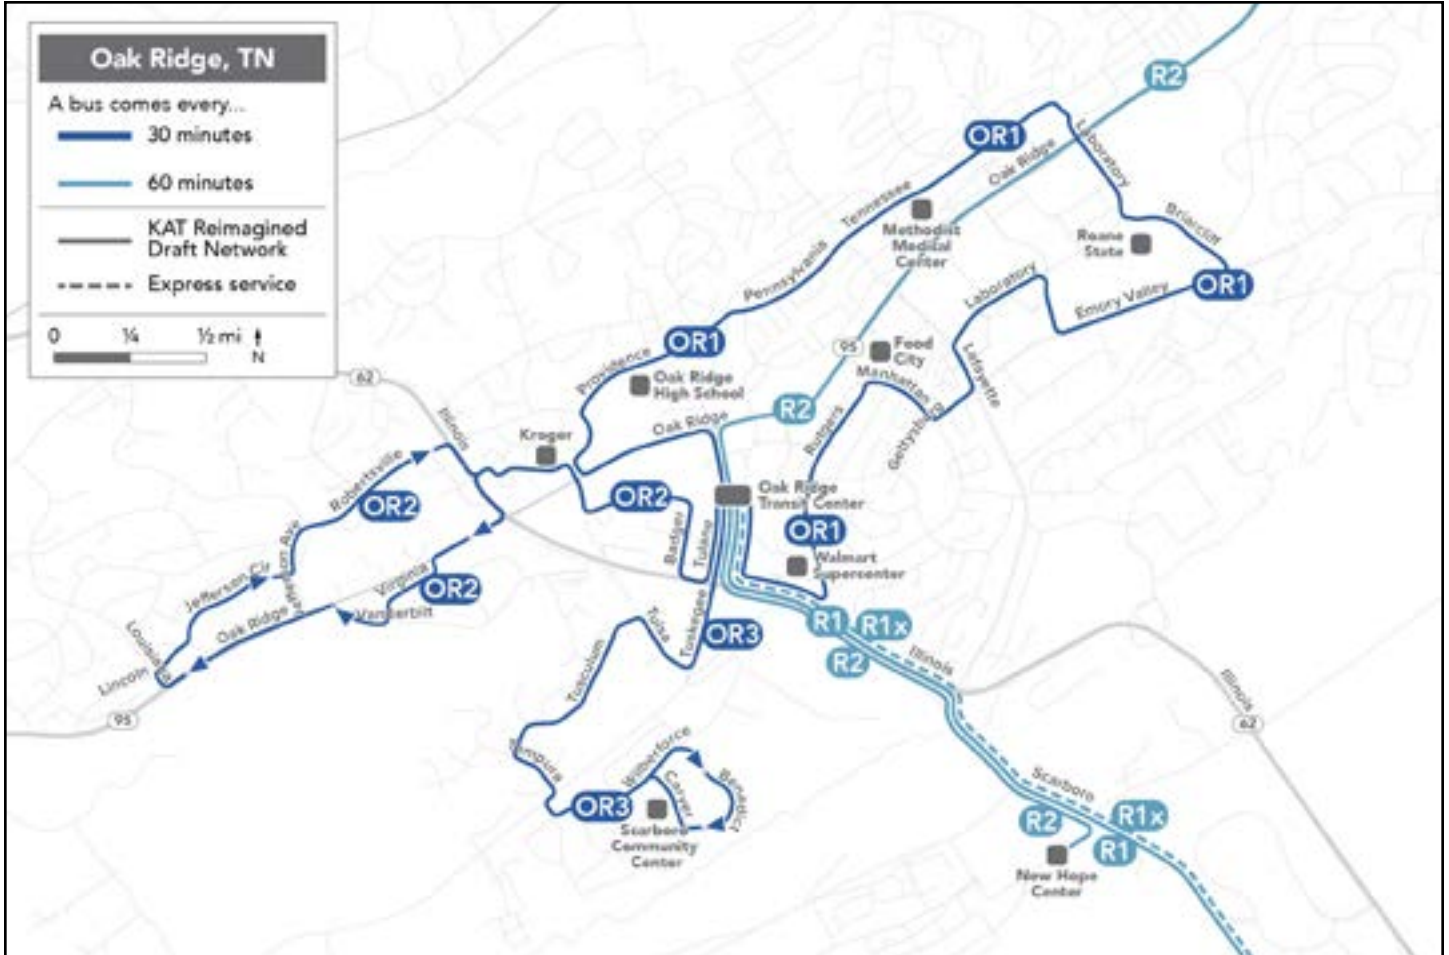 Oak Ridge, TN
A bus comes every...
30 minutes
60 minutes
KAT Reimagined
Draft Network
Express service
0 ¼ ½ mi
N
R2
OR1
Laboratory
Oak Ridge
Tennessee
Methodist
Medical
Center
Briarcliff
Roane
State
Pennsylvania
Laboratory
Emory Valley
OR1
OR1
Providence
Oak Ridge
High School
95
Food
City
Manhattan
Lafayette
Gettysb
Rutgers
R2
62
Illinois
Kroger
Oak Ridge
Robertsville
OR2
OR2
Oak Ridge
Transit Center
OR1
Walmart
Supercenter
Badger
Tulane
Jefferson Cir
Virginia
OR2
Vanderbilt
Oak Ridge
Louisiana
Lincoln
95
Tuskegee
Tulsa
OR3
R1
R1x
R2
Illinois
Tusculum
Illinois
62
Wilberforce
Carver
Benedict
OR3
Scarboro
Community
Center
Scarboro
R2
R1x
R1
New Hope
Center